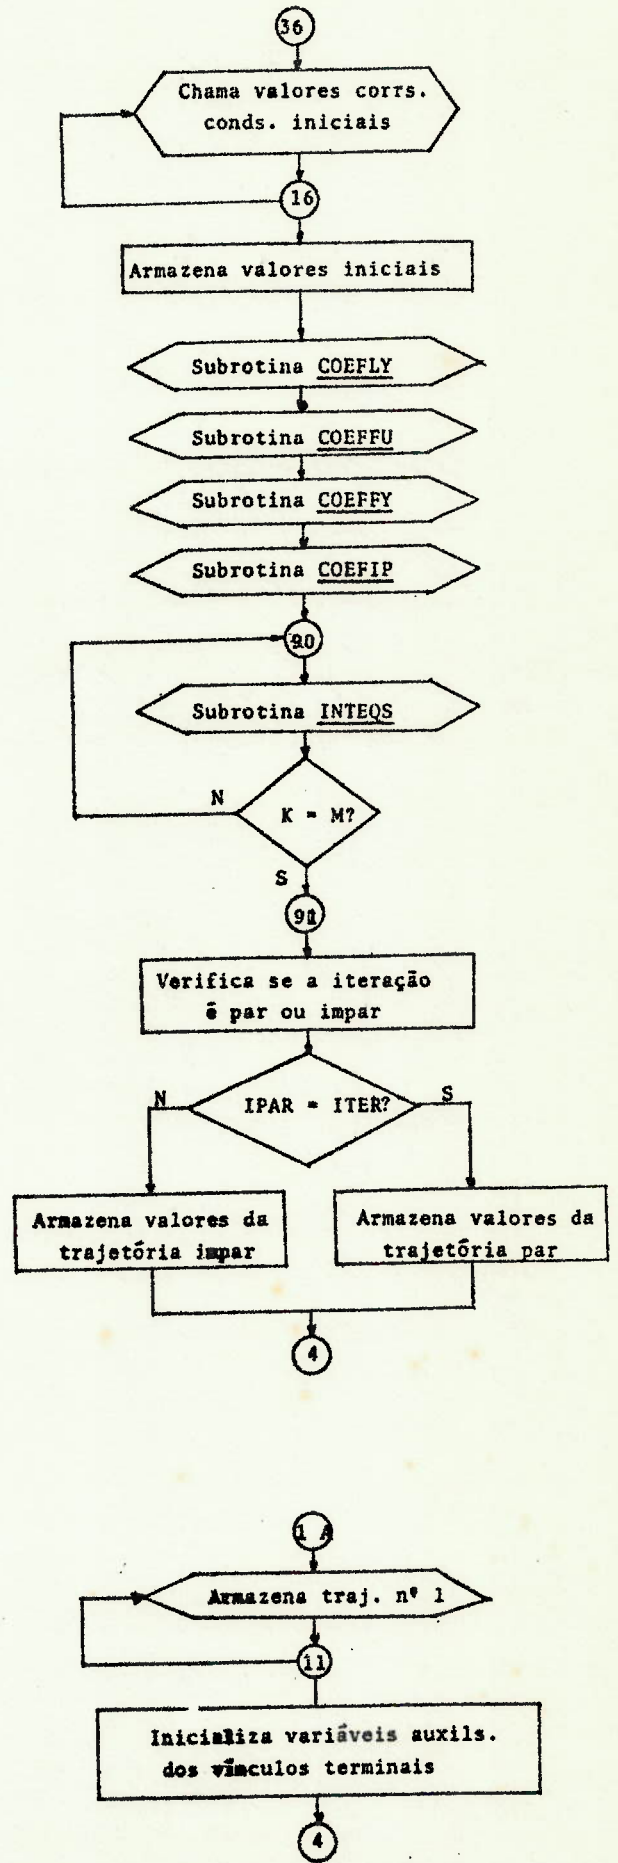 36
Chama valores corrs.
conds. iniciais
16
Armazena valores iniciais
Subrotina COEFLY
Subrotina COEFFU
Subrotina COEFFY
Subrotina COEFIP
90
Subrotina INTEQS
N
K = M?
S
91
Verifica se a iteração
é par ou impar
N
IPAR = ITER?
S
Armazena valores da
trajetória impar
Armazena valores da
trajetória par
4
1 A
Armazena traj. nº 1
11
Inicializa variáveis auxils.
dos vínculos terminais
4